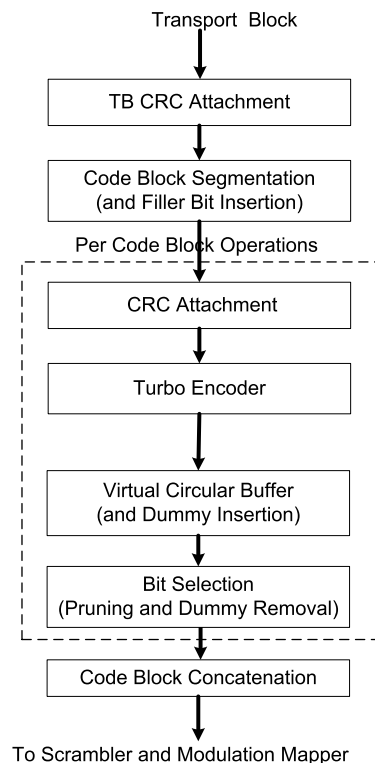 Transport Block
TB CRC Attachment
Code Block Segmentation
(and Filler Bit Insertion)
Per Code Block Operations
CRC Attachment
Turbo Encoder
Virtual Circular Buffer
(and Dummy Insertion)
Bit Selection
(Pruning and Dummy Removal)
Code Block Concatenation
To Scrambler and Modulation Mapper